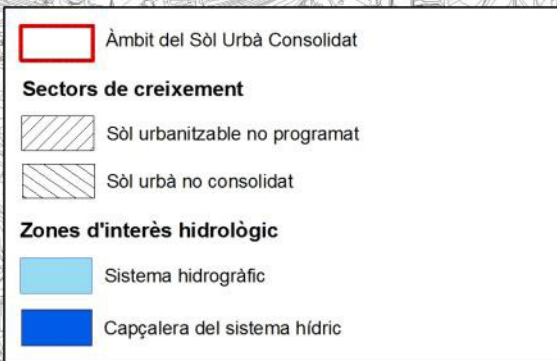 Àmbit del Sòl Urbà Consolidat
Sectors de creixement
Sòl urbanitzable no programat
Sòl urbà no consolidat
Zones d'interès hidrològic
Sistema hidrogràfic
Capçalera del sistema hídric